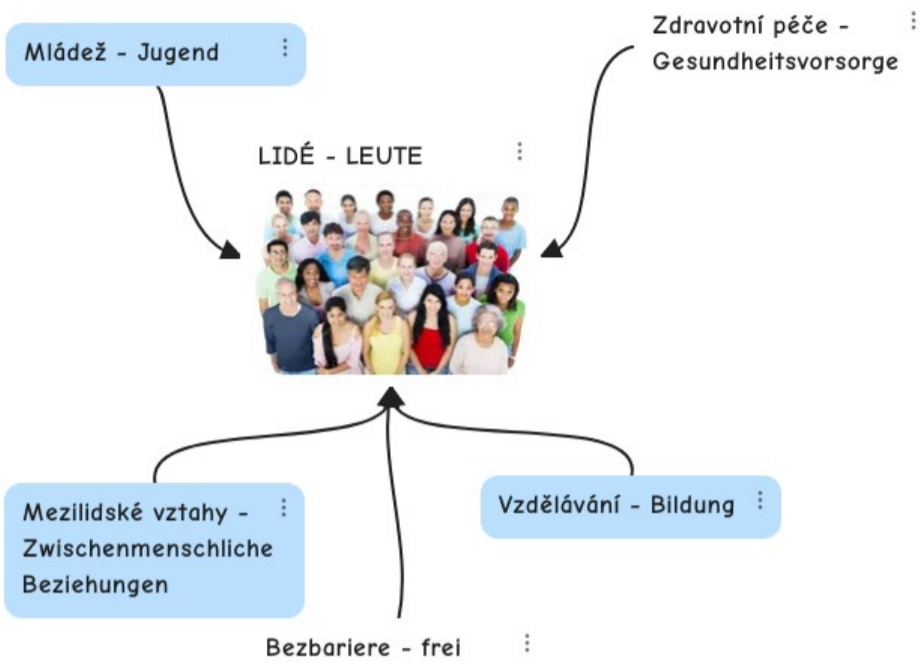 Mládež - Jugend
Zdravotní péče -
Gesundheitsvorsorge
LIDÉ - LEUTE
Mezilidské vztahy -
Zwischenmenschliche
Beziehungen
Vzdělávání - Bildung
Bezbariere - frei